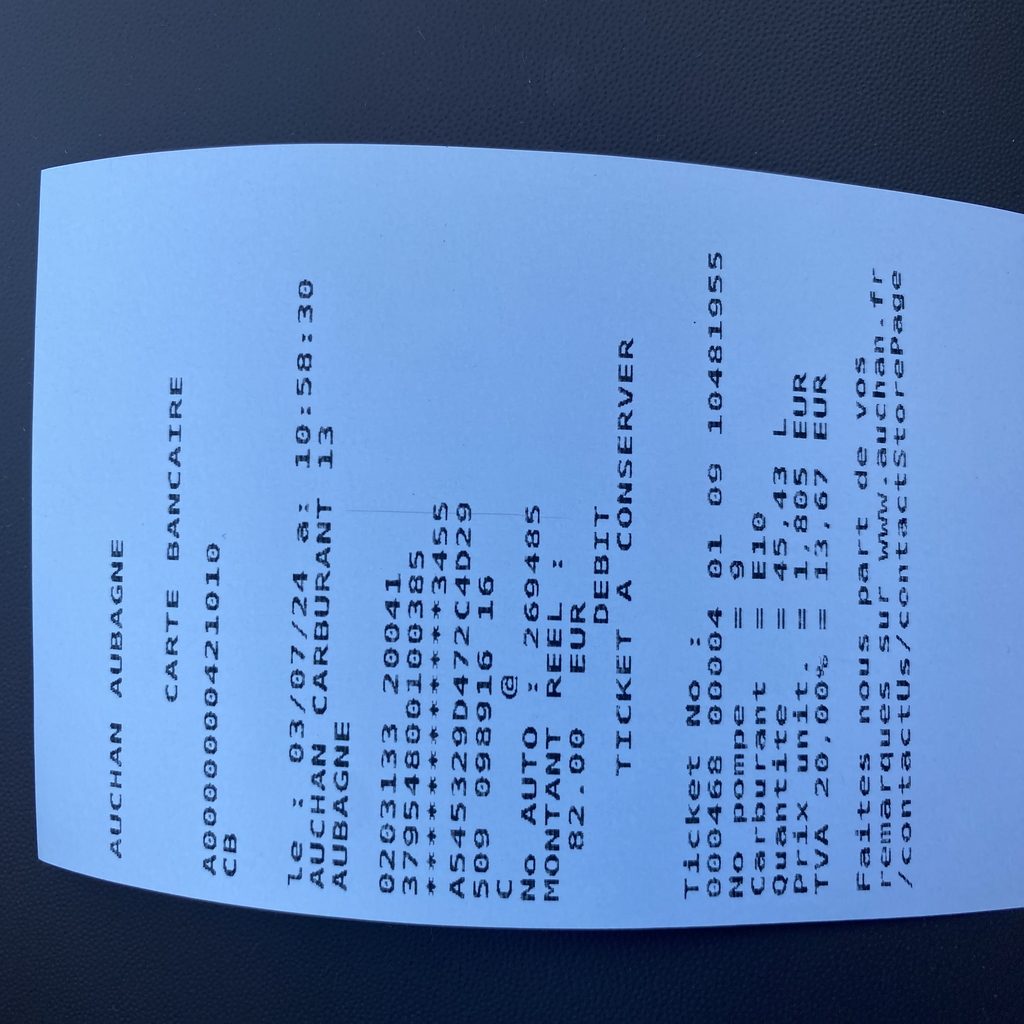 AUCHAN AUBAGNE
CARTE BANCAIRE
A0000000421010
CB
le : 03/07/24 a: 10:58:30
AUCHAN CARBURANT 13
AUBAGNE
0203133 20041
37954800100385
***************3455
A545329D472C4D29
509 098916 16
C @
No AUTO : 269485
MONTANT REEL :
82.00 EUR
DEBIT
TICKET A CONSERVER
Ticket No :
000468 00004 01 09 10481955
No pompe = 9
Carburant = E10
Quantite = 45,43 L
Prix unit. = 1,805 EUR
TVA 20,00% = 13,67 EUR
Faites nous part de vos
remarques sur www.auchan.fr
/contactUs/contactStorePage